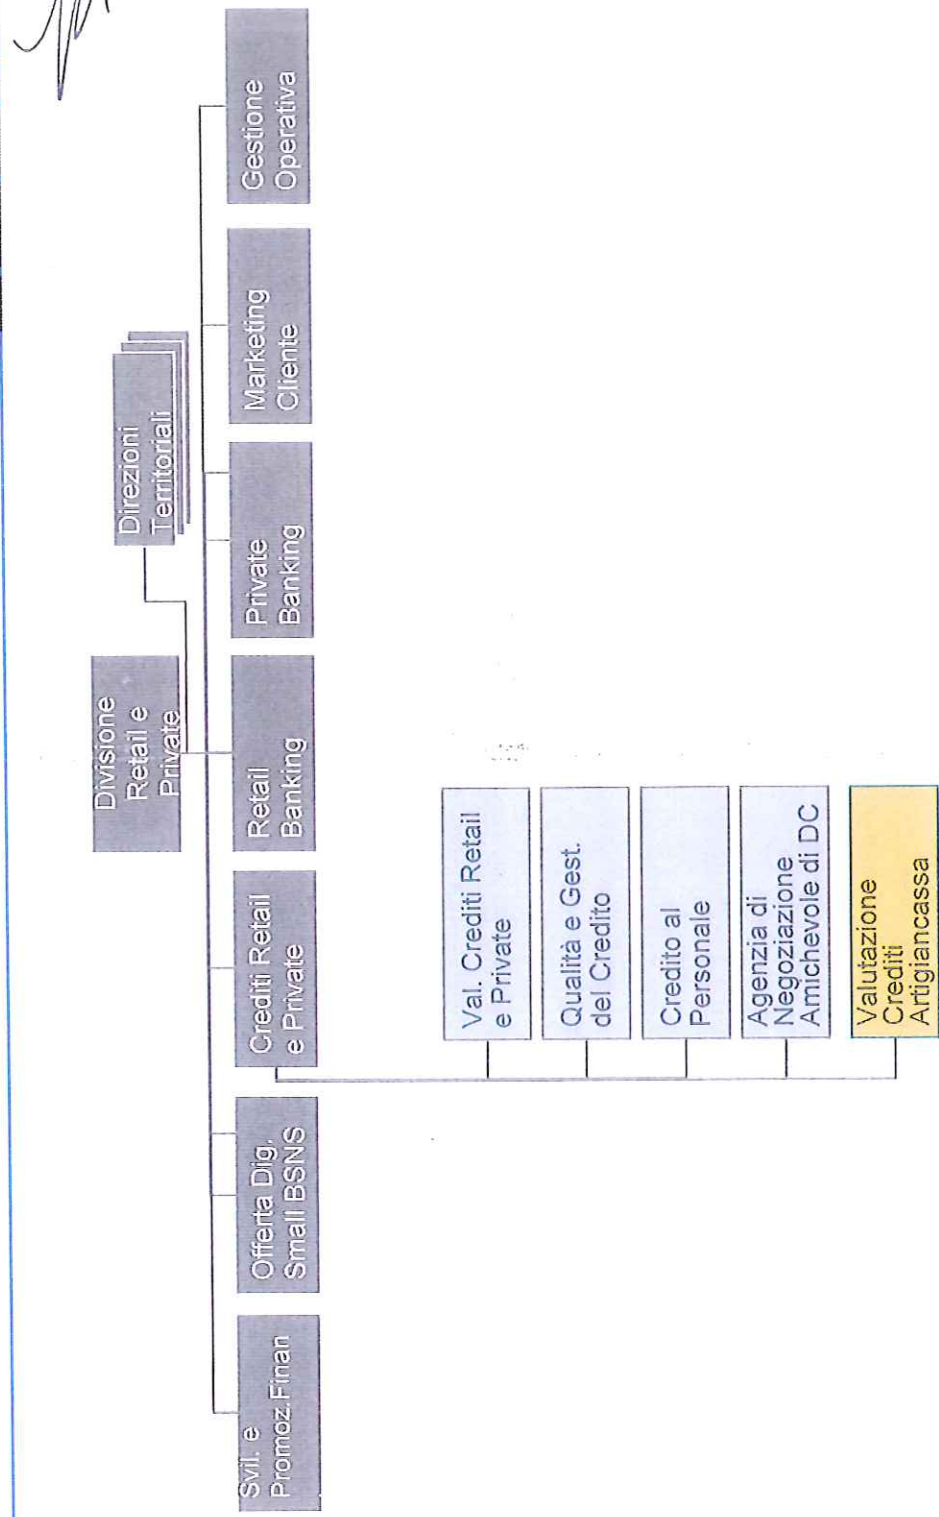 Divisione
Retail e
Private
Direzioni
Territoriali
Svil. e
Promoz.Finan
Offerta Dig.
Small BSNS
Crediti Retail
e Private
Retail
Banking
Private
Banking
Marketing
Cliente
Gestione
Operativa
Val. Crediti Retail
e Private
Qualità e Gest.
del Credito
Credito al
Personale
Agenzia di
Negoziazione
Amichevole di DC
Valutazione
Crediti
Artigiancassa